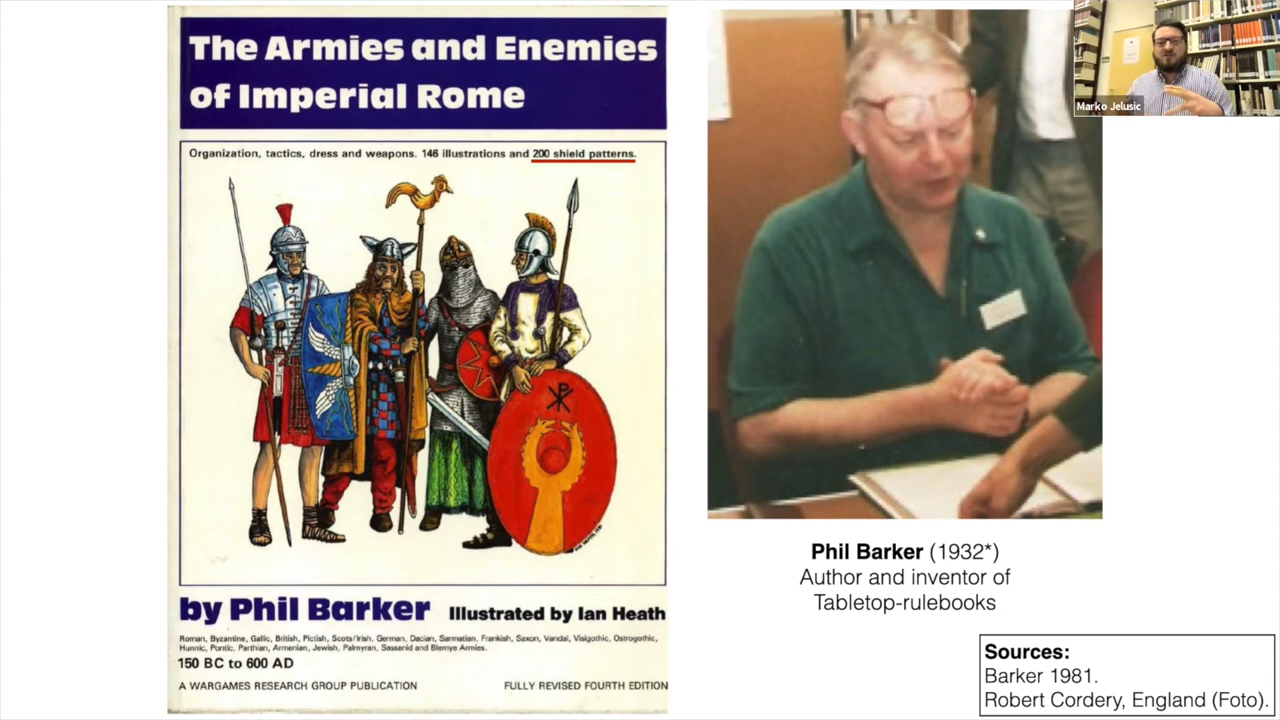 The Armies and Enemies
of Imperial Rome
Organization, tactics, dress and weapons. 146 illustrations and 200 shield patterns.
by Phil Barker Illustrated by Ian Heath
Roman, Byzantine, Gallic, British, Pictish, Scots/Irish, German, Dacian, Sarmatian, Frankish, Saxon, Vandal, Visigothic, Ostrogothic,
Hunnic, Pontic, Parthian, Armenian, Jewish, Palmyran, Sassanid and Blemye Armies.
150 BC to 600 AD
A WARGAMES RESEARCH GROUP PUBLICATION FULLY REVISED FOURTH EDITION
Marko Jelusic
Phil Barker (1932*)
Author and inventor of
Tabletop-rulebooks
Sources:
Barker 1981.
Robert Cordery, England (Foto).